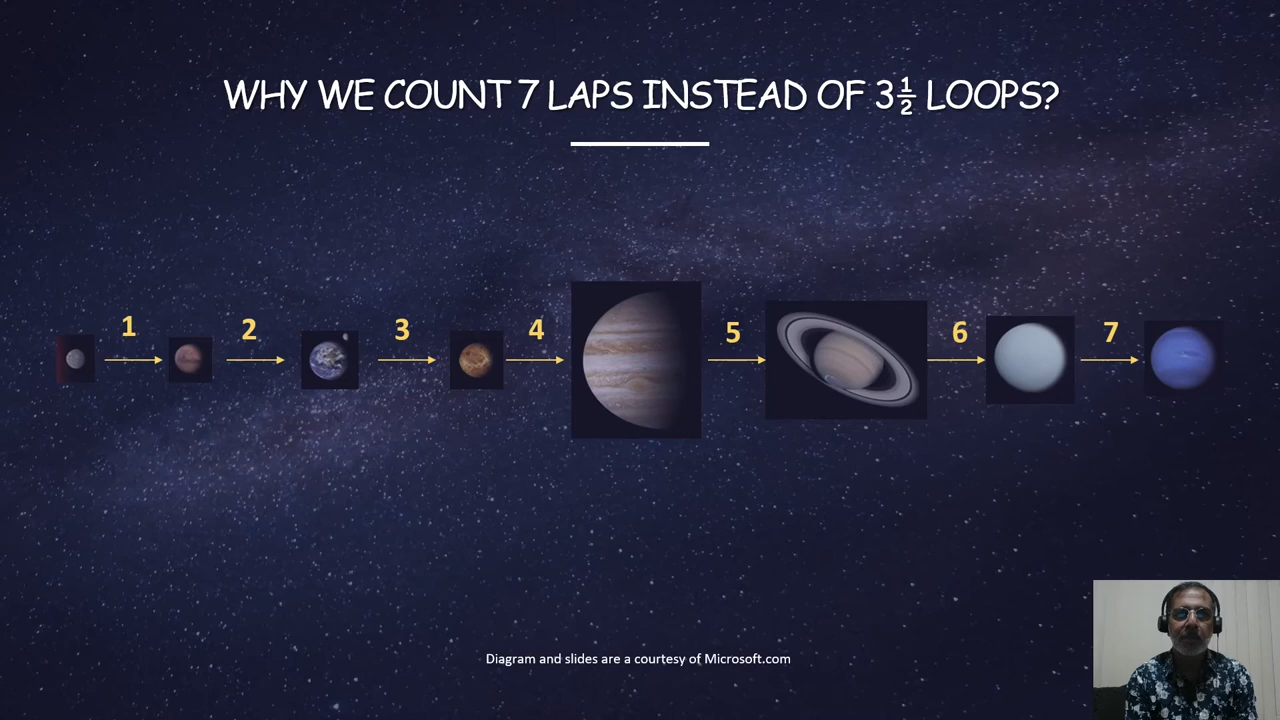 WHY WE COUNT 7 LAPS INSTEAD OF 3½ LOOPS?
1 2 3 4 5 6 7
Diagram and slides are a courtesy of Microsoft.com